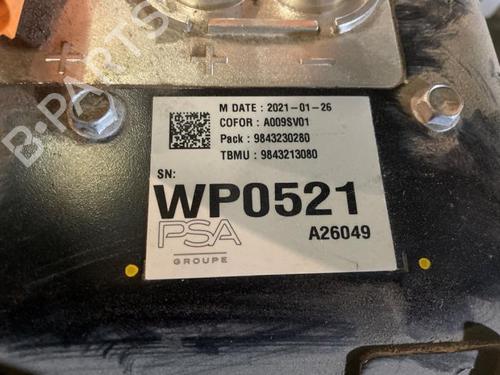 B-PARTS
+ + -
M DATE : 2021-01-26
COFOR : A009SV01
Pack : 9843230280
TBMU : 9843213080
SN:
WP0521
PSA A26049
GROUPE